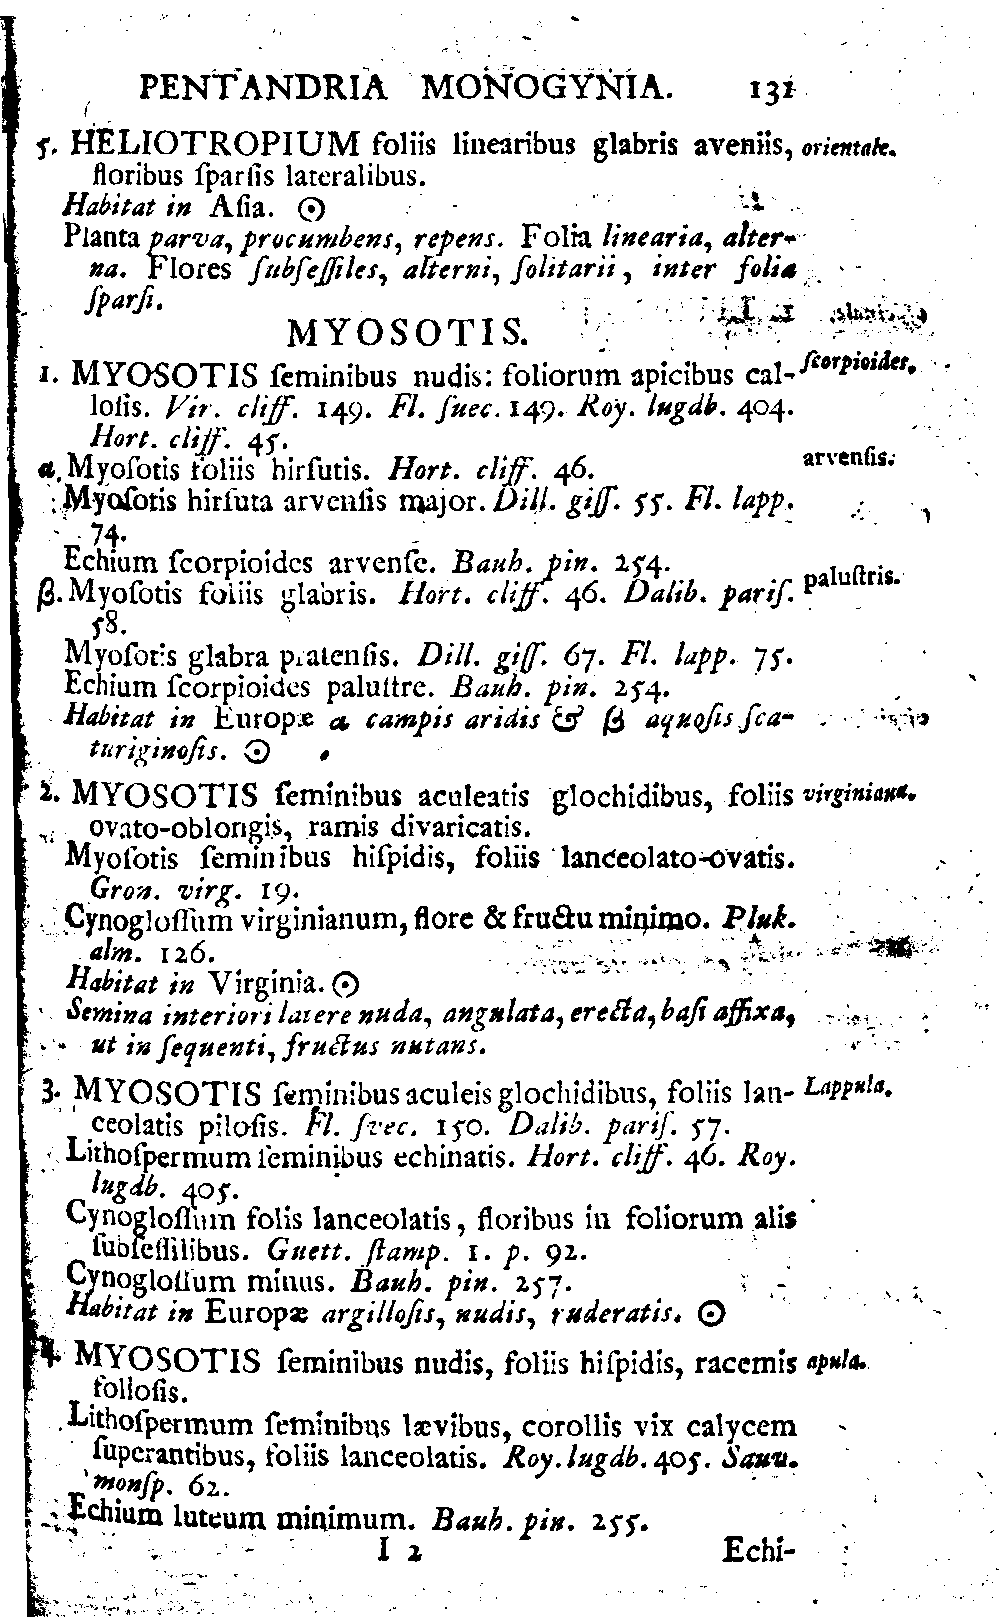 PENTANDRIA MONOGYNIA. 131
5. HELIOTROPIUM foliis linearibus glabris aveniis, orientale.
floribus ſparſis lateralibus.
Habitat in Aſia. ☉
Planta parva, procumbens, repens. Folia linearia, alter-
na. Flores ſubſeſſiles, alterni, ſolitarii, inter folia
ſparſi.
MYOSOTIS.
1. MYOSOTIS ſeminibus nudis: foliorum apicibus cal- ſcorpioides.
loſis. Vir. cliff. 149. Fl. ſuec. 149. Roy. lugdb. 404.
Hort. cliff. 45.
α. Myoſotis foliis hirſutis. Hort. cliff. 46. arvenſis.
Myoſotis hirſuta arvenſis major. Dill. giſſ. 55. Fl. lapp.
74.
Echium ſcorpioides arvenſe. Bauh. pin. 254.
β. Myoſotis foliis glabris. Hort. cliff. 46. Dalib. pariſ. paluſtris.
58.
Myoſotis glabra pratenſis. Dill. giſſ. 67. Fl. lapp. 75.
Echium ſcorpioides paluſtre. Bauh. pin. 254.
Habitat in Europæ α campis aridis & β aquoſis ſca-
turiginoſis. ☉
2. MYOSOTIS ſeminibus aculeatis glochidibus, foliis virginiana.
ovato-oblongis, ramis divaricatis.
Myoſotis ſeminibus hiſpidis, foliis lanceolato-ovatis.
Gron. virg. 19.
Cynogloſſum virginianum, flore & fructu minimo. Pluk.
alm. 126.
Habitat in Virginia. ☉
Semina interiori latere nuda, angulata, erecta, baſi affixa,
ut in ſequenti, fructus nutans.
3. MYOSOTIS ſeminibus aculeis glochidibus, foliis lan- Lappula.
ceolatis piloſis. Fl. ſvec. 150. Dalib. pariſ. 57.
Lithoſpermum ſeminibus echinatis. Hort. cliff. 46. Roy.
lugdb. 405.
Cynogloſſum folis lanceolatis, floribus in foliorum alis
ſubſeſſilibus. Guett. ſtamp. 1. p. 92.
Cynogloſſum minus. Bauh. pin. 257.
Habitat in Europæ argilloſis, nudis, ruderatis. ☉
4. MYOSOTIS ſeminibus nudis, foliis hiſpidis, racemis apula.
folloſis.
Lithoſpermum ſeminibus lævibus, corollis vix calycem
ſuperantibus, foliis lanceolatis. Roy. lugdb. 405. Sauv.
monſp. 62.
Echium luteum minimum. Bauh. pin. 255.
I 2 Echi-